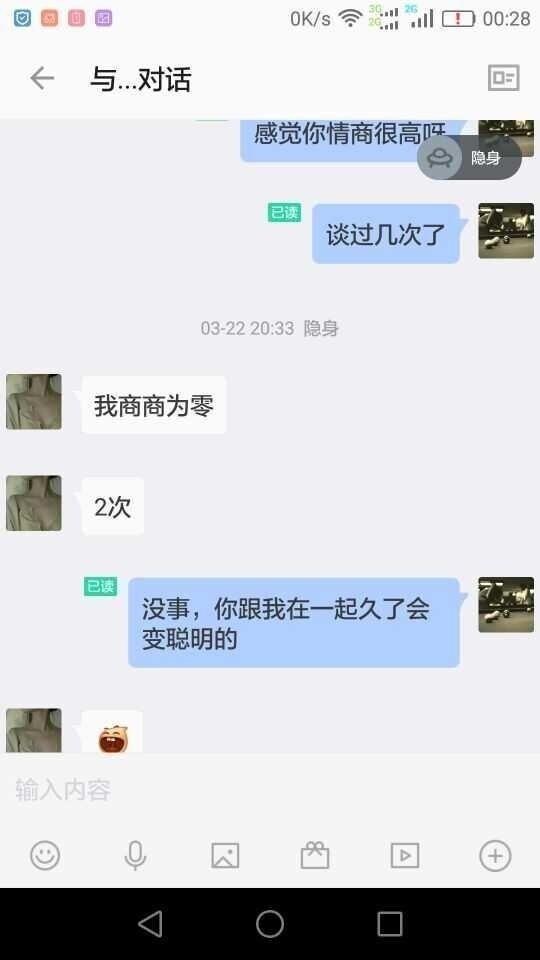 0K/s 3G 2G 2G 00:28
与...对话
感觉你情商很高呀
隐身
已读
谈过几次了
03-22 20:33 隐身
我商商为零
2次
已读
没事，你跟我在一起久了会
变聪明的
输入内容